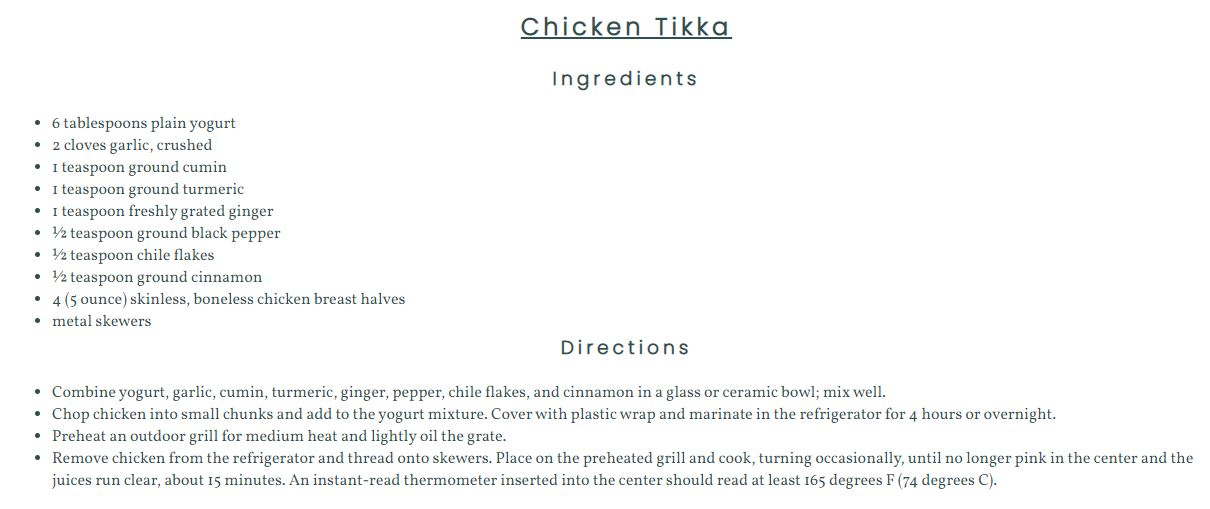 Chicken Tikka
Ingredients
• 6 tablespoons plain yogurt
• 2 cloves garlic, crushed
• 1 teaspoon ground cumin
• 1 teaspoon ground turmeric
• 1 teaspoon freshly grated ginger
• ½ teaspoon ground black pepper
• ½ teaspoon chile flakes
• ½ teaspoon ground cinnamon
• 4 (5 ounce) skinless, boneless chicken breast halves
• metal skewers
Directions
• Combine yogurt, garlic, cumin, turmeric, ginger, pepper, chile flakes, and cinnamon in a glass or ceramic bowl; mix well.
• Chop chicken into small chunks and add to the yogurt mixture. Cover with plastic wrap and marinate in the refrigerator for 4 hours or overnight.
• Preheat an outdoor grill for medium heat and lightly oil the grate.
• Remove chicken from the refrigerator and thread onto skewers. Place on the preheated grill and cook, turning occasionally, until no longer pink in the center and the
juices run clear, about 15 minutes. An instant-read thermometer inserted into the center should read at least 165 degrees F (74 degrees C).